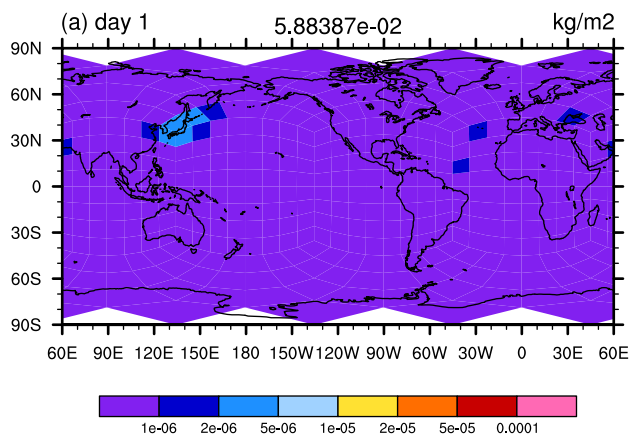 (a) day 1 5.88387e-02 kg/m2
90N
60N
30N
0
30S
60S
90S
60E 90E 120E 150E 180 150W 120W 90W 60W 30W 0 30E 60E
1e-06 2e-06 5e-06 1e-05 2e-05 5e-05 0.0001